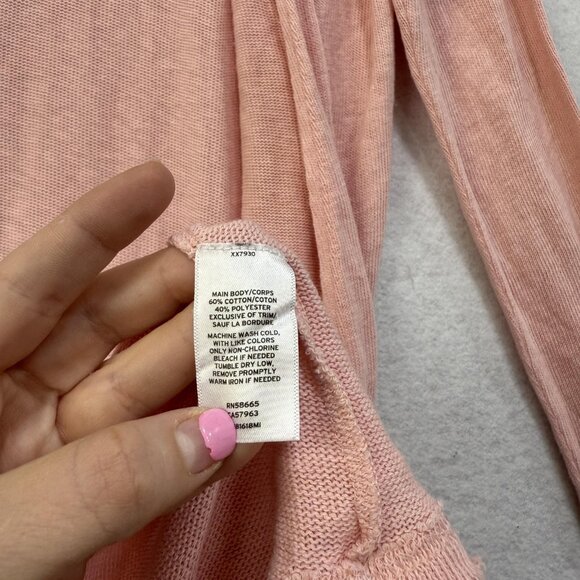 XX7930
MAIN BODY/CORPS
60% COTTON/COTON
40% POLYESTER
EXCLUSIVE OF TRIM/
SAUF LA BORDURE
MACHINE WASH COLD,
WITH LIKE COLORS
ONLY NON-CHLORINE
BLEACH IF NEEDED
TUMBLE DRY LOW,
REMOVE PROMPTLY
WARM IRON IF NEEDED
RN58665
CA57963